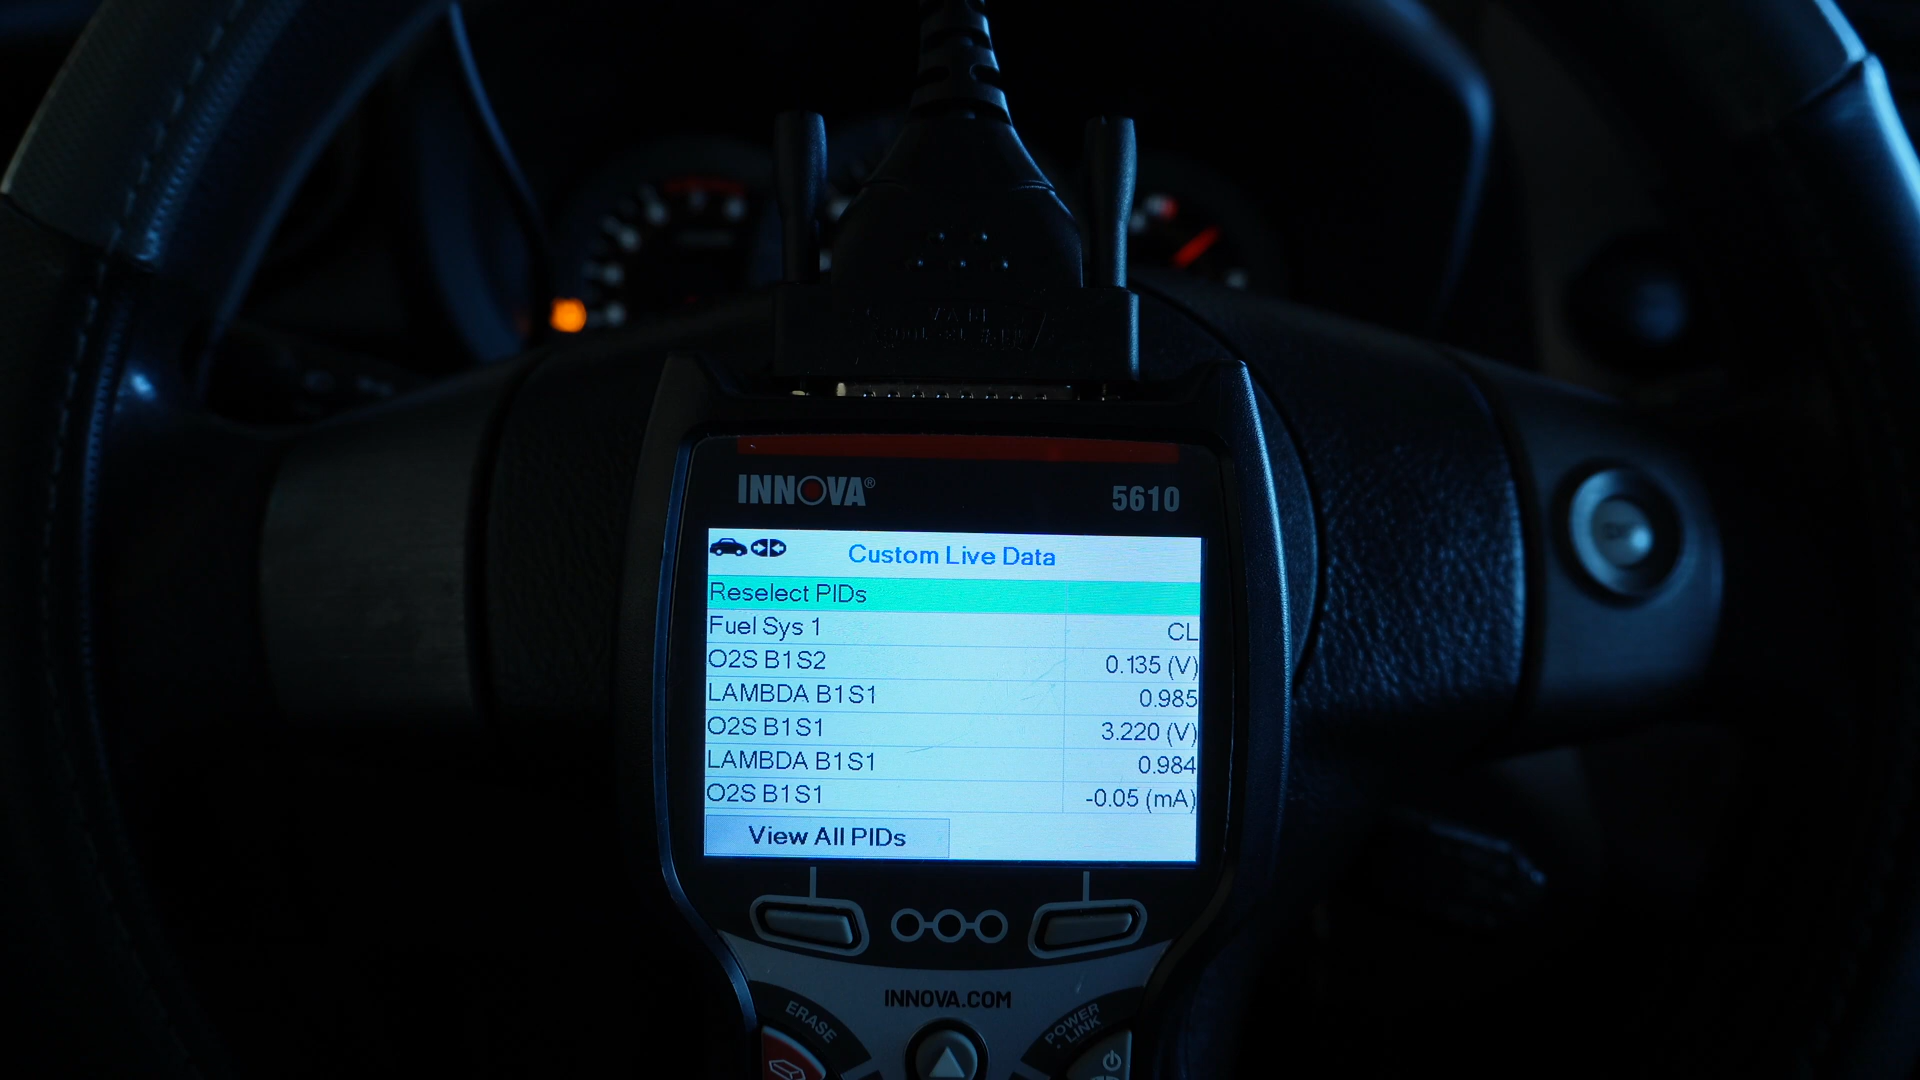 INNOVA®
5610
Custom Live Data
Reselect PIDs
Fuel Sys 1 CL
O2S B1S2 0.135 (V)
LAMBDA B1S1 0.985
O2S B1S1 3.220 (V)
LAMBDA B1S1 0.984
O2S B1S1 -0.05 (mA)
View All PIDs
INNOVA.COM
ERASE
POWER
LINK